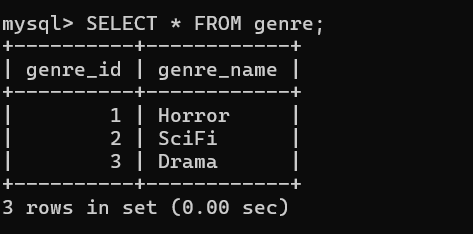 mysql> SELECT * FROM genre;
+----------+------------+
| genre_id | genre_name |
+----------+------------+
|        1 | Horror     |
|        2 | SciFi      |
|        3 | Drama      |
+----------+------------+
3 rows in set (0.00 sec)